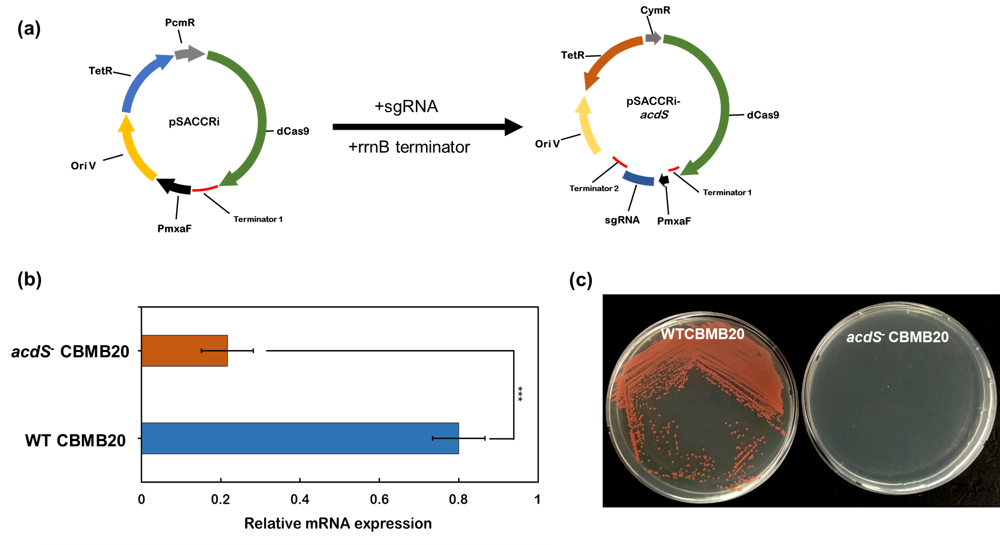 (a)
PcmR
TetR
pSACCRi
dCas9
Ori V
Terminator 1
PmxaF
+sgRNA
+rrnB terminator
CymR
TetR
pSACCRi-
acdS
dCas9
Ori V
Terminator 2
Terminator 1
sgRNA
PmxaF
(b)
acdS- CBMB20
WT CBMB20
***
0 0.2 0.4 0.6 0.8 1
Relative mRNA expression
(c)
WTCBMB20
acdS- CBMB20